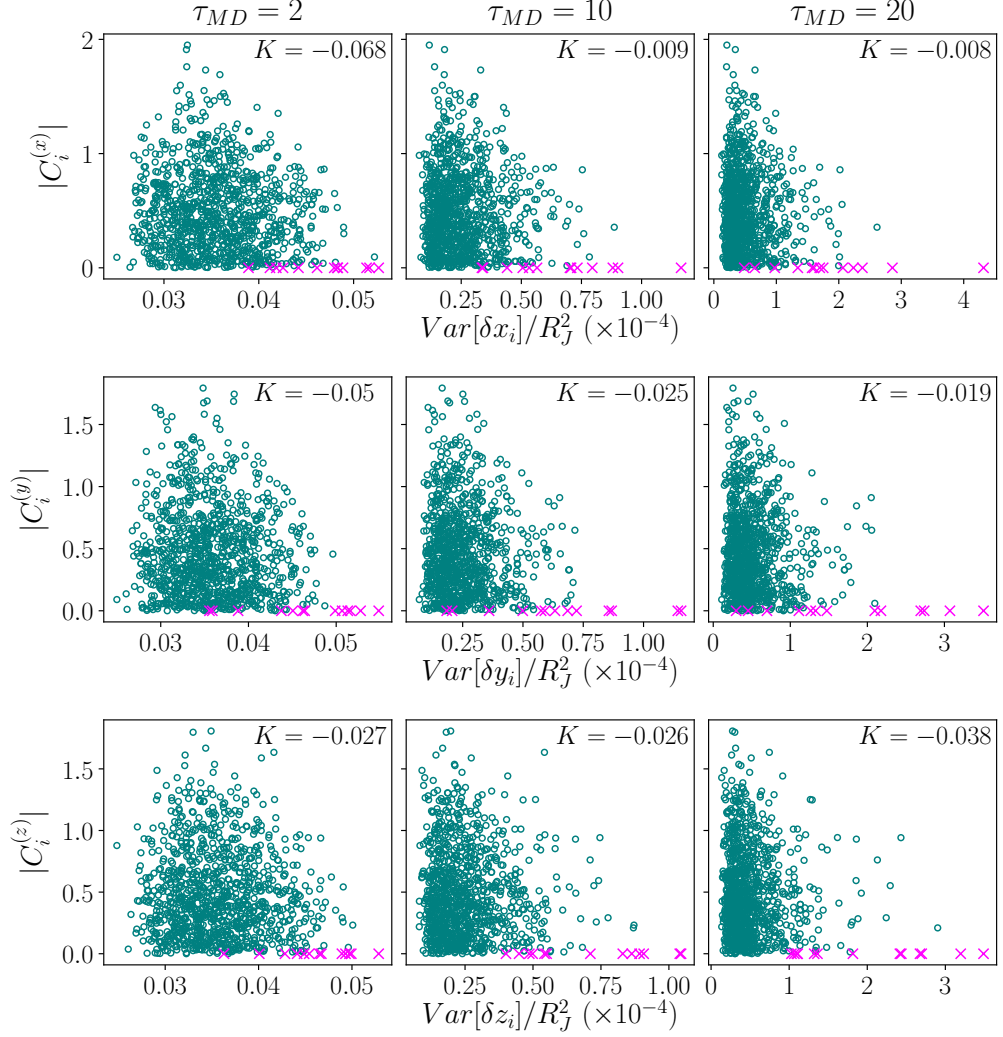 τ_MD = 2 τ_MD = 10 τ_MD = 20
K = −0.068 K = −0.009 K = −0.008
2
1
0
|C_i^(x)|
0.03 0.04 0.05 0.25 0.50 0.75 1.00 0 1 2 3 4
Var[δx_i]/R_J^2 (×10^−4)
K = −0.05 K = −0.025 K = −0.019
1.5
1.0
0.5
0.0
|C_i^(y)|
0.03 0.04 0.05 0.25 0.50 0.75 1.00 0 1 2 3
Var[δy_i]/R_J^2 (×10^−4)
K = −0.027 K = −0.026 K = −0.038
1.5
1.0
0.5
0.0
|C_i^(z)|
0.03 0.04 0.05 0.25 0.50 0.75 1.00 0 1 2 3
Var[δz_i]/R_J^2 (×10^−4)